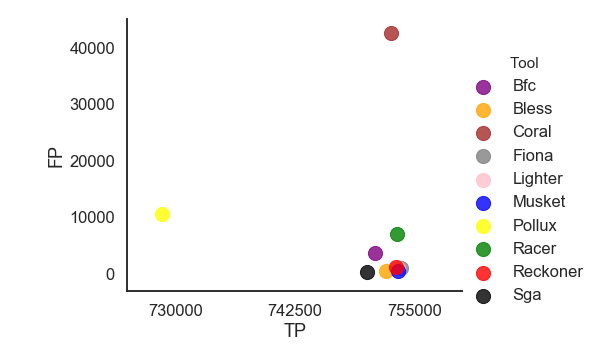 40000
30000
20000
10000
0
FP
730000
742500
755000
TP
Tool
Bfc
Bless
Coral
Fiona
Lighter
Musket
Pollux
Racer
Reckoner
Sga